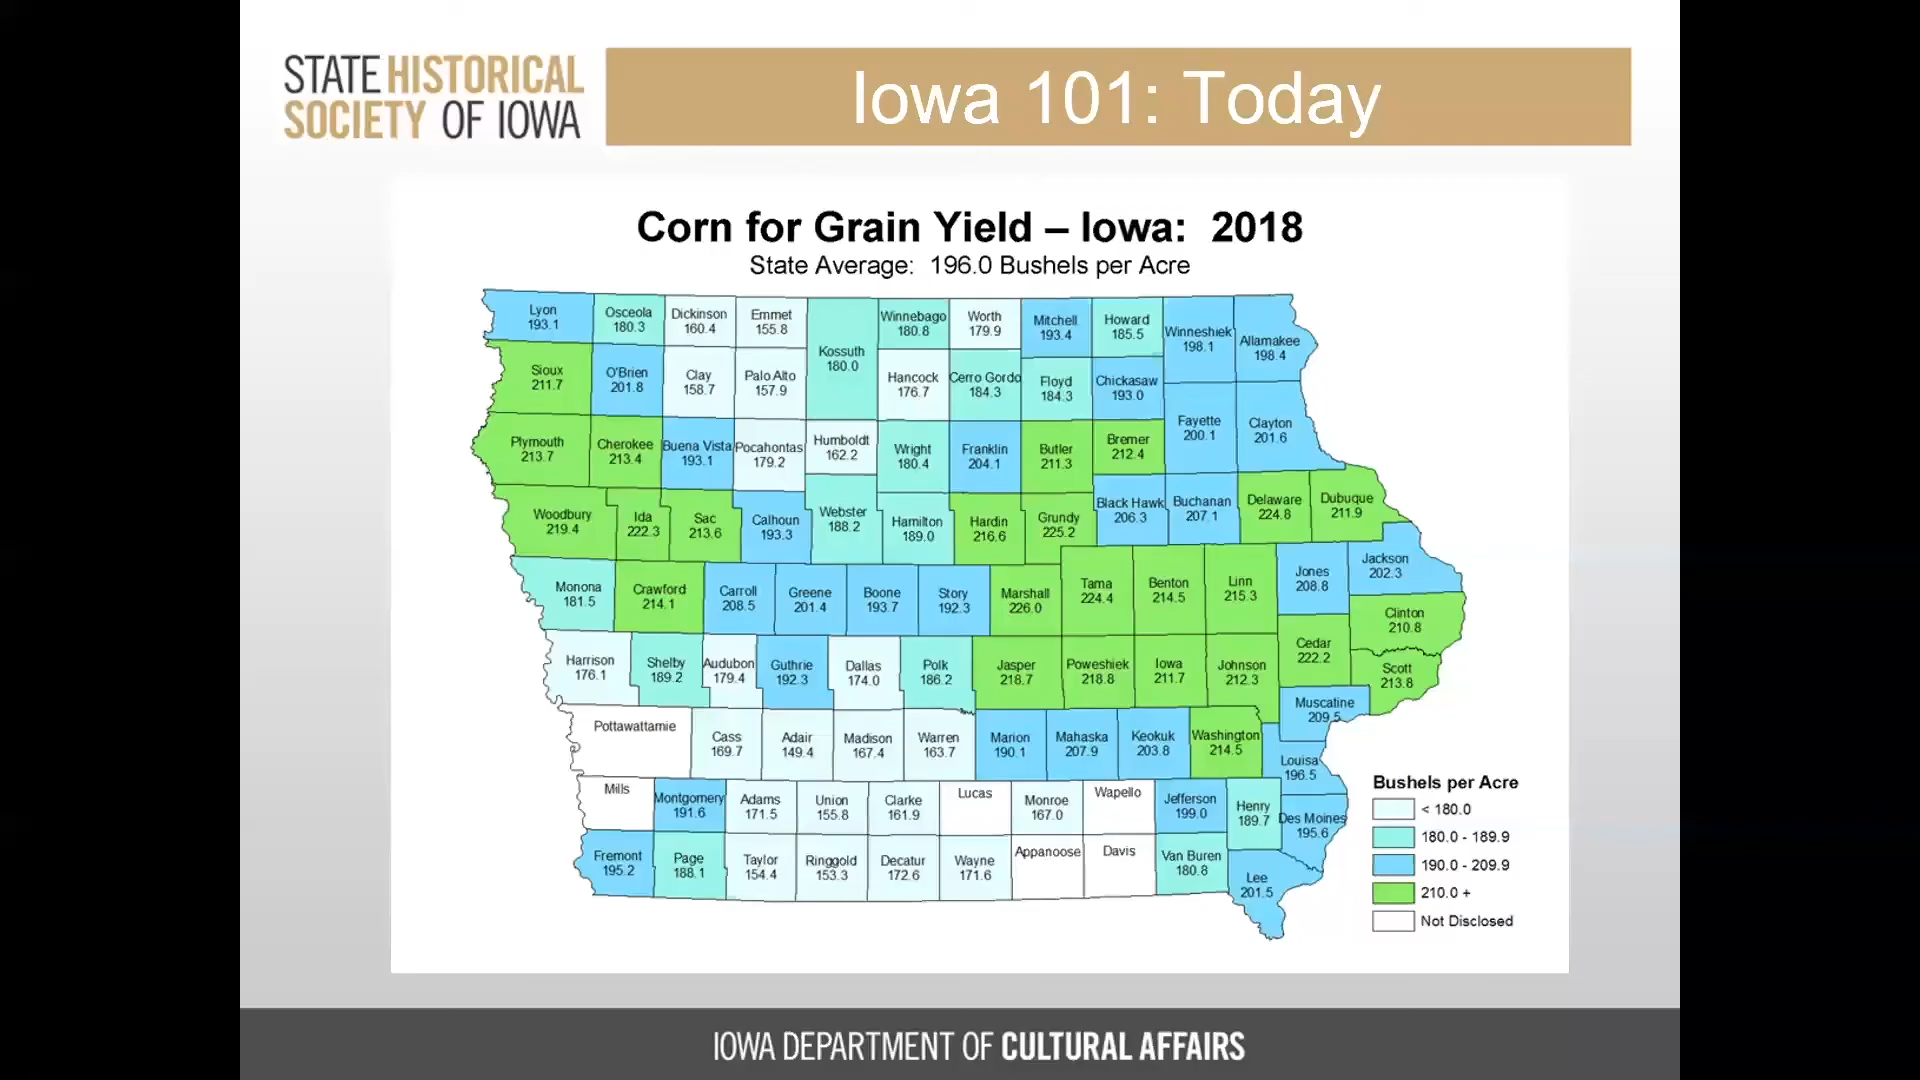 STATE HISTORICAL
SOCIETY OF IOWA
Iowa 101: Today
Corn for Grain Yield – Iowa: 2018
State Average: 196.0 Bushels per Acre
Lyon
193.1
Osceola
180.3
Dickinson
160.4
Emmet
155.8
Kossuth
180.0
Winnebago
180.8
Worth
179.9
Mitchell
193.4
Howard
185.5
Winneshiek
198.1
Allamakee
198.4
Sioux
211.7
O'Brien
201.8
Clay
158.7
Palo Alto
157.9
Hancock
176.7
Cerro Gordo
184.3
Floyd
184.3
Chickasaw
193.0
Fayette
200.1
Clayton
201.6
Plymouth
213.7
Cherokee
213.4
Buena Vista
193.1
Pocahontas
179.2
Humboldt
162.2
Wright
180.4
Franklin
204.1
Butler
211.3
Bremer
212.4
Woodbury
219.4
Ida
222.3
Sac
213.6
Calhoun
193.3
Webster
188.2
Hamilton
189.0
Hardin
216.6
Grundy
225.2
Black Hawk
206.3
Buchanan
207.1
Delaware
224.8
Dubuque
211.9
Monona
181.5
Crawford
214.1
Carroll
208.5
Greene
201.4
Boone
193.7
Story
192.3
Marshall
226.0
Tama
224.4
Benton
214.5
Linn
215.3
Jones
208.8
Jackson
202.3
Clinton
210.8
Harrison
176.1
Shelby
189.2
Audubon
179.4
Guthrie
192.3
Dallas
174.0
Polk
186.2
Jasper
218.7
Poweshiek
218.8
Iowa
211.7
Johnson
212.3
Cedar
222.2
Scott
213.8
Muscatine
209.5
Pottawattamie
Cass
169.7
Adair
149.4
Madison
167.4
Warren
163.7
Marion
190.1
Mahaska
207.9
Keokuk
203.8
Washington
214.5
Louisa
196.5
Mills
Montgomery
191.6
Adams
171.5
Union
155.8
Clarke
161.9
Lucas
Monroe
167.0
Wapello
Jefferson
199.0
Henry
189.7
Des Moines
195.6
Fremont
195.2
Page
188.1
Taylor
154.4
Ringgold
153.3
Decatur
172.6
Wayne
171.6
Appanoose
Davis
Van Buren
180.8
Lee
201.5
Bushels per Acre
< 180.0
180.0 - 189.9
190.0 - 209.9
210.0 +
Not Disclosed
IOWA DEPARTMENT OF CULTURAL AFFAIRS